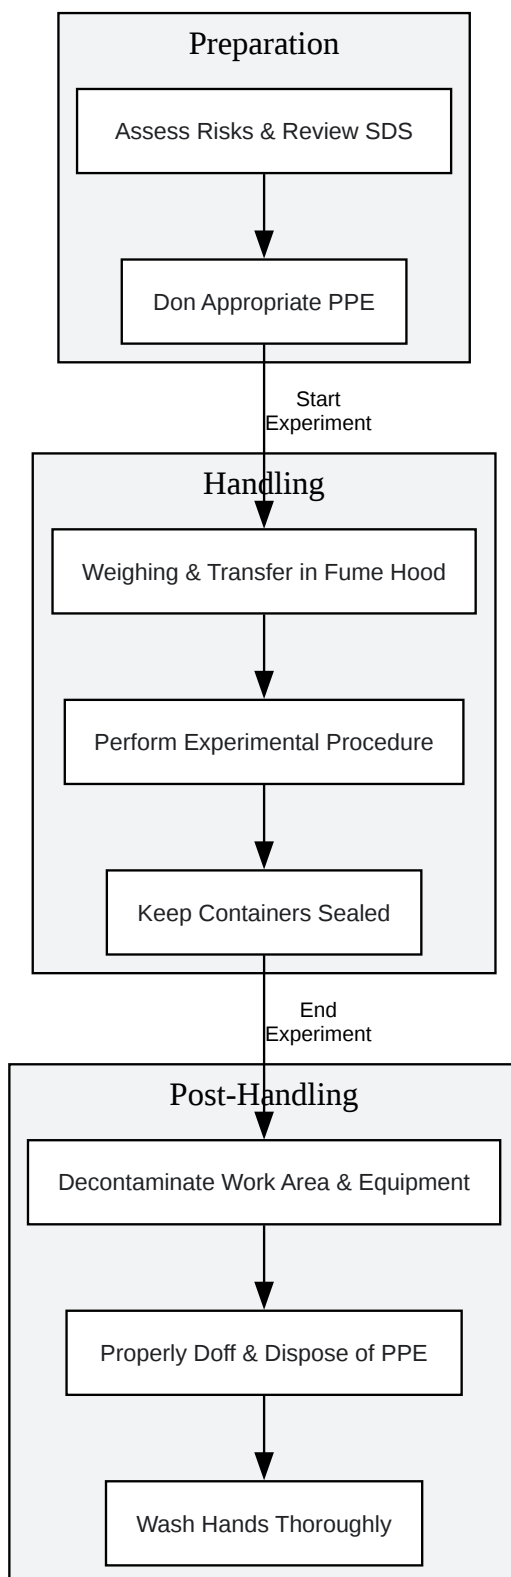 Preparation
Assess Risks & Review SDS
Don Appropriate PPE
Start
Experiment
Handling
Weighing & Transfer in Fume Hood
Perform Experimental Procedure
Keep Containers Sealed
End
Experiment
Post-Handling
Decontaminate Work Area & Equipment
Properly Doff & Dispose of PPE
Wash Hands Thoroughly